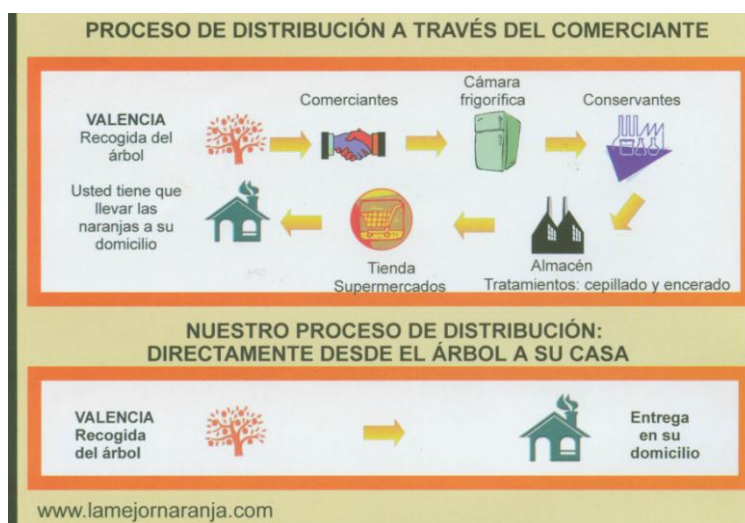 PROCESO DE DISTRIBUCIÓN A TRAVÉS DEL COMERCIANTE
VALENCIA
Recogida del
árbol
Comerciantes
Cámara
frigorífica
Conservantes
Usted tiene que
llevar las
naranjas a su
domicilio
Tienda
Supermercados
Almacén
Tratamientos: cepillado y encerado
NUESTRO PROCESO DE DISTRIBUCIÓN:
DIRECTAMENTE DESDE EL ÁRBOL A SU CASA
VALENCIA
Recogida
del árbol
Entrega
en su
domicilio
www.lamejornaranja.com